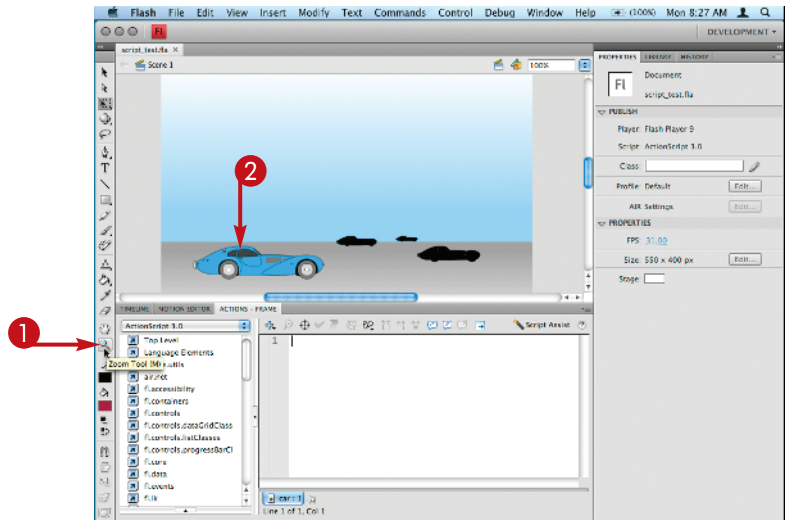 Flash File Edit View Insert Modify Text Commands Control Debug Window Help (100%) Mon 8:27 AM
Fl DEVELOPMENT
script_test.fla ×
Scene 1 100%
PROPERTIES LIBRARY HISTORY
Fl Document
script_test.fla
PUBLISH
Player: Flash Player 9
Script: ActionScript 3.0
Class:
Profile: Default Edit...
AIR Settings Edit...
PROPERTIES
FPS: 31.00
Size: 550 x 400 px Edit...
Stage:
T
2
1
TIMELINE MOTION EDITOR ACTIONS - FRAME
ActionScript 3.0 Script Assist
Top Level
Language Elements
Zoom Tool (M)
fl.accessibility
fl.containers
fl.controls
fl.controls.dataGridClass
fl.controls.listClasses
fl.controls.progressBarCl
fl.core
fl.data
fl.events
fl.ik
1
car : 1
Line 1 of 1, Col 1